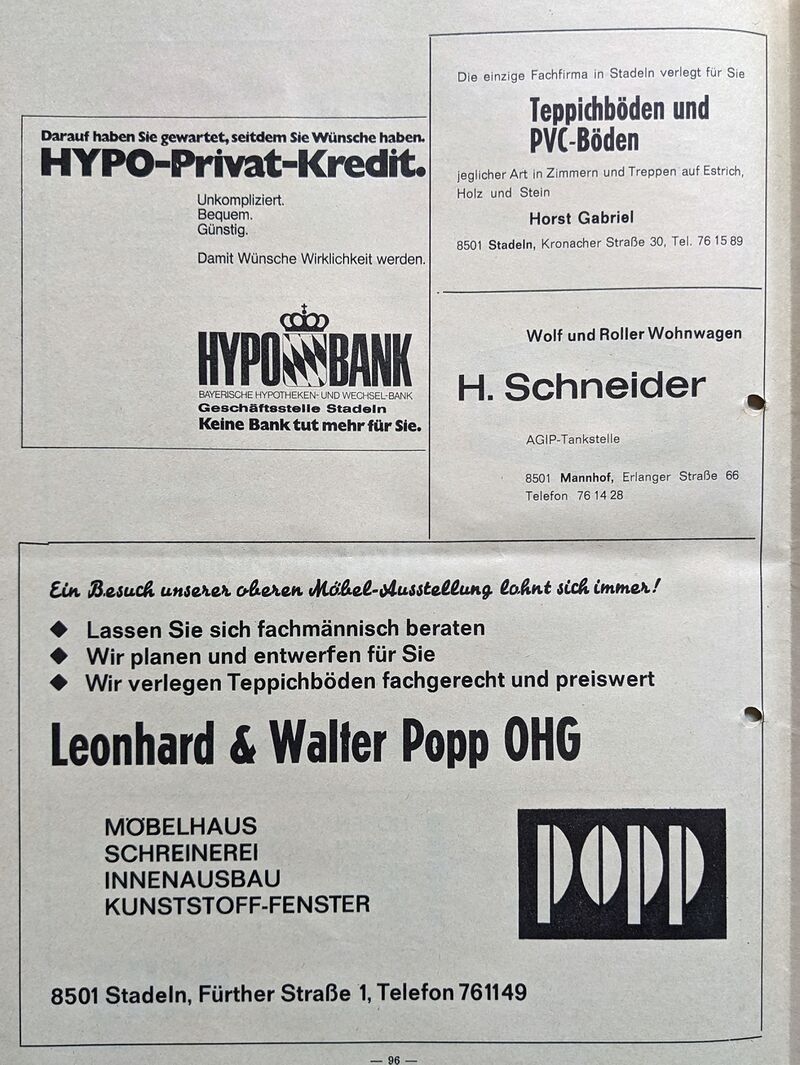 Darauf haben Sie gewartet, seitdem Sie Wünsche haben.
HYPO-Privat-Kredit.
Unkompliziert.
Bequem.
Günstig.
Damit Wünsche Wirklichkeit werden.
HYPO BANK
BAYERISCHE HYPOTHEKEN- UND WECHSEL-BANK
Geschäftsstelle Stadeln
Keine Bank tut mehr für Sie.
Die einzige Fachfirma in Stadeln verlegt für Sie
Teppichböden und
PVC-Böden
jeglicher Art in Zimmern und Treppen auf Estrich,
Holz und Stein
Horst Gabriel
8501 Stadeln, Kronacher Straße 30, Tel. 76 15 89
Wolf und Roller Wohnwagen
H. Schneider
AGIP-Tankstelle
8501 Mannhof, Erlanger Straße 66
Telefon 76 14 28
Ein Besuch unserer oberen Möbel-Ausstellung lohnt sich immer!
◆ Lassen Sie sich fachmännisch beraten
◆ Wir planen und entwerfen für Sie
◆ Wir verlegen Teppichböden fachgerecht und preiswert
Leonhard & Walter Popp OHG
MÖBELHAUS
SCHREINEREI
INNENAUSBAU
KUNSTSTOFF-FENSTER
POPP
8501 Stadeln, Fürther Straße 1, Telefon 761149
— 96 —